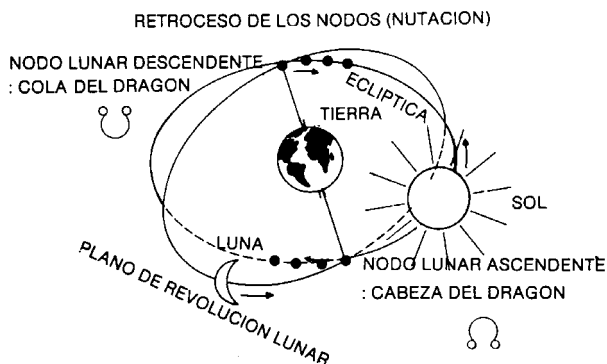 RETROCESO DE LOS NODOS (NUTACION)
NODO LUNAR DESCENDENTE
: COLA DEL DRAGON
ECLIPTICA
TIERRA
SOL
LUNA
PLANO DE REVOLUCION LUNAR
NODO LUNAR ASCENDENTE
: CABEZA DEL DRAGON